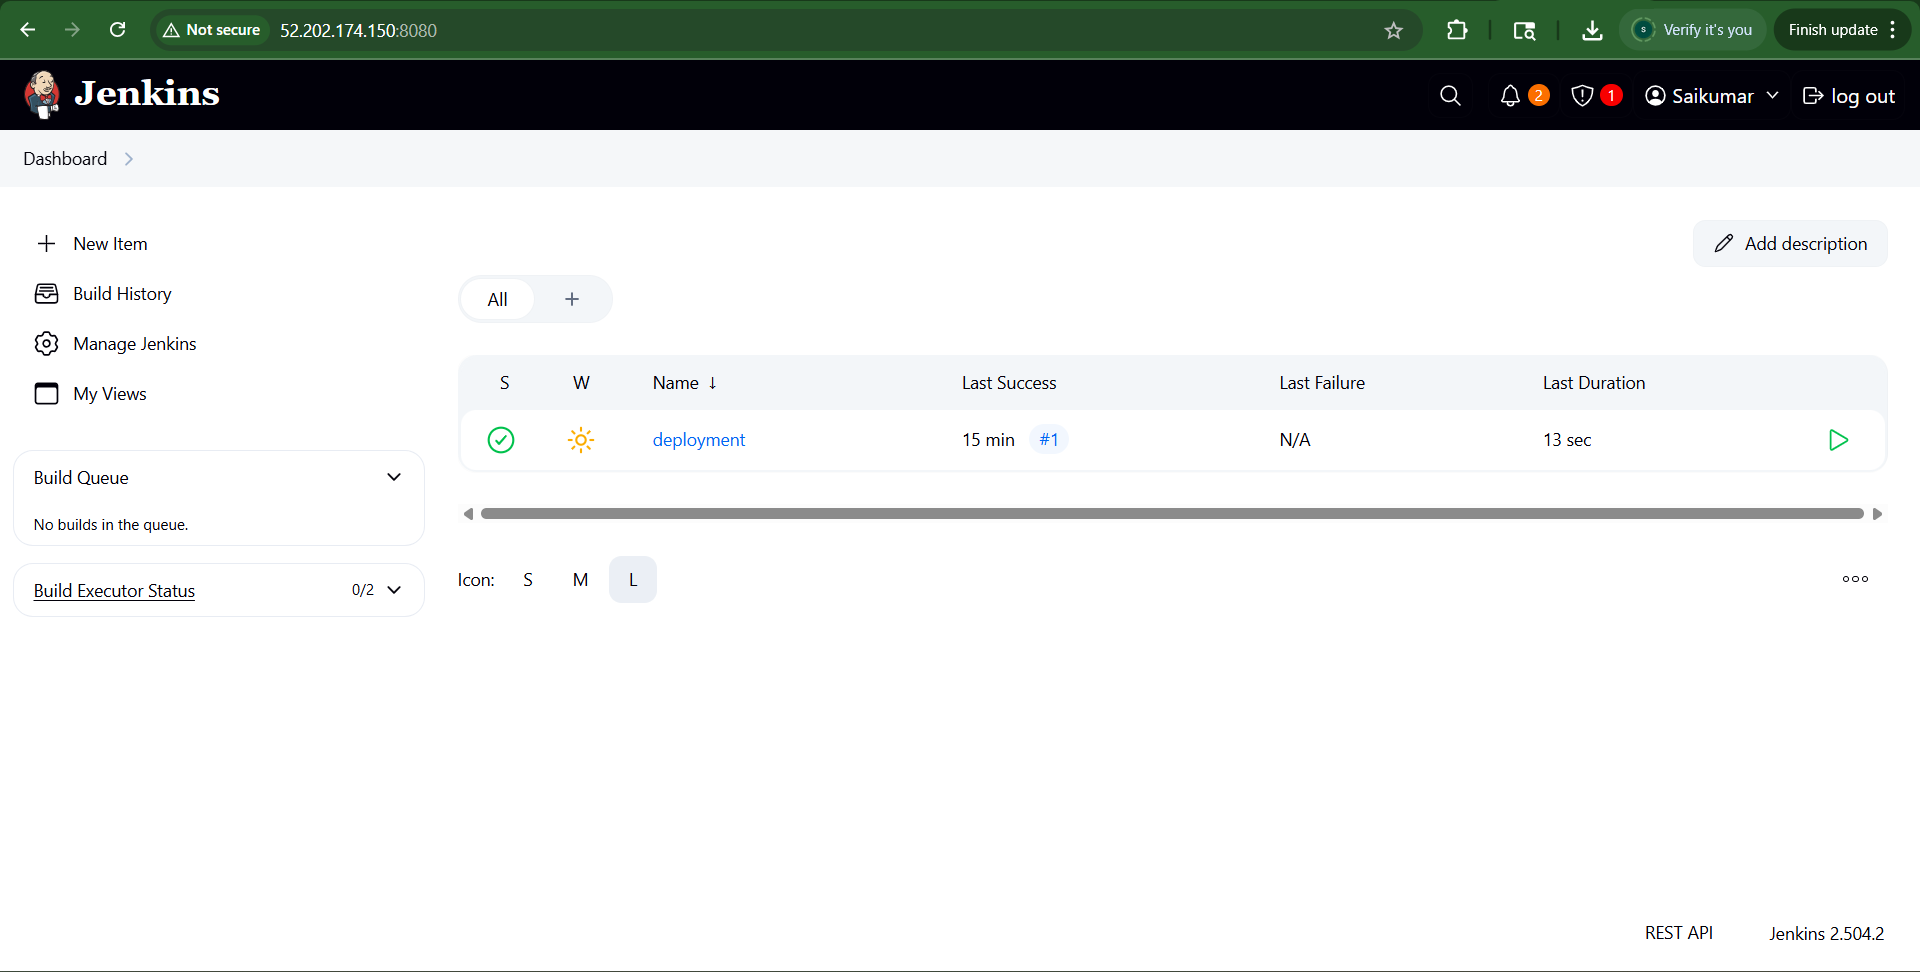 Not secure 52.202.174.150:8080 Verify it's you Finish update
Jenkins 2 1 Saikumar log out
Dashboard
New Item
Build History
Manage Jenkins
My Views
Build Queue
No builds in the queue.
Build Executor Status 0/2
Add description
All +
S W Name ↓ Last Success Last Failure Last Duration
deployment 15 min #1 N/A 13 sec
Icon: S M L
REST API Jenkins 2.504.2